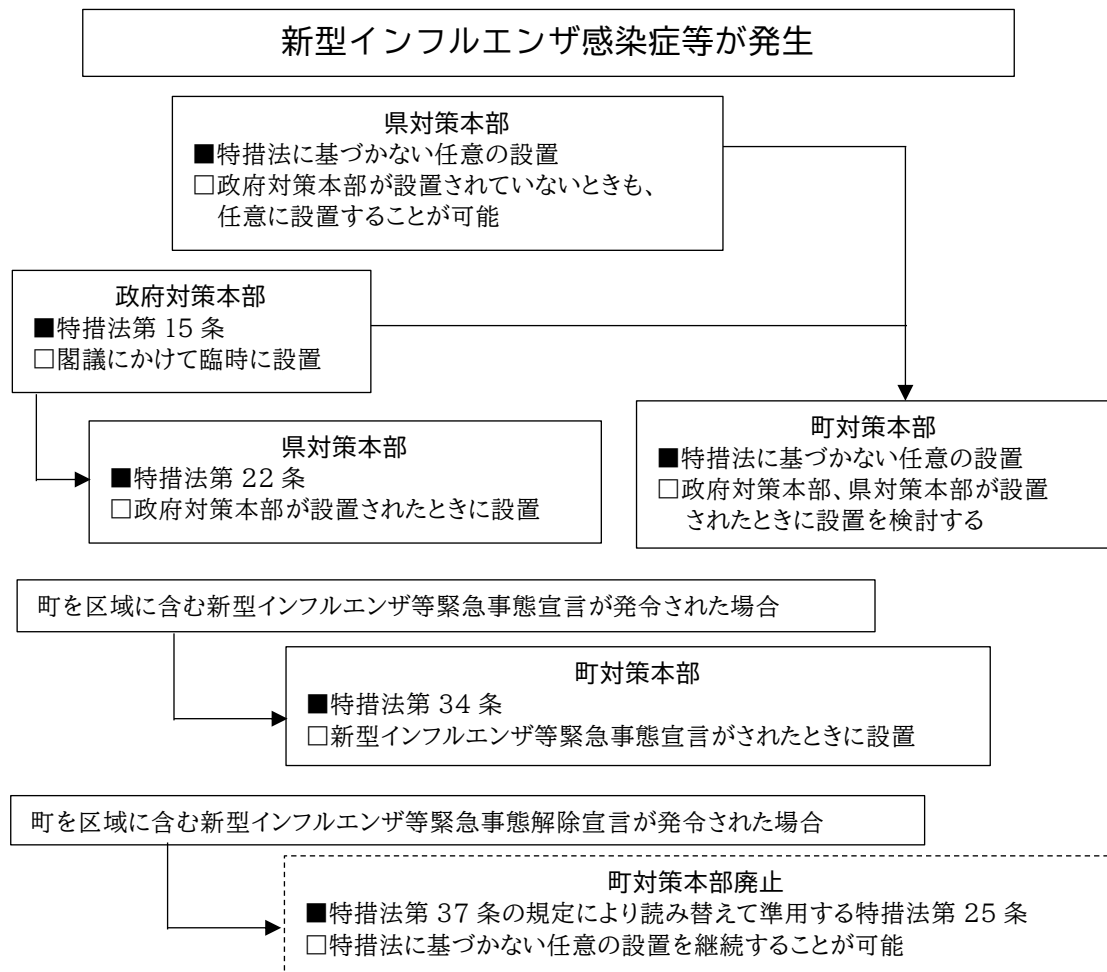 新型インフルエンザ感染症等が発生
県対策本部
■特措法に基づかない任意の設置
□政府対策本部が設置されていないときも、
任意に設置することが可能
政府対策本部
■特措法第 15 条
□閣議にかけて臨時に設置
県対策本部
■特措法第 22 条
□政府対策本部が設置されたときに設置
町対策本部
■特措法に基づかない任意の設置
□政府対策本部、県対策本部が設置
されたときに設置を検討する
町を区域に含む新型インフルエンザ等緊急事態宣言が発令された場合
町対策本部
■特措法第 34 条
□新型インフルエンザ等緊急事態宣言がされたときに設置
町を区域に含む新型インフルエンザ等緊急事態解除宣言が発令された場合
町対策本部廃止
■特措法第 37 条の規定により読み替えて準用する特措法第 25 条
□特措法に基づかない任意の設置を継続することが可能